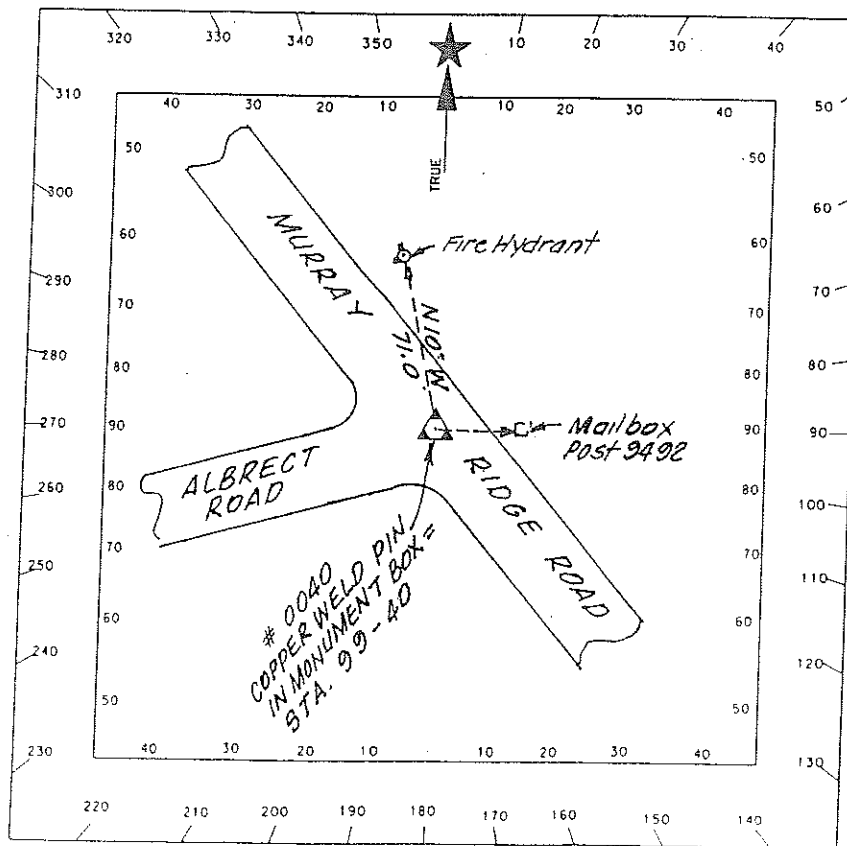 320 330 340 350 10 20 30 40
310 40 30 20 10 10 20 30 40 50
50 50
TRUE
300 60 60 60
Fire Hydrant
290 70 70 70
MURRAY
N10°W
71.0'
280 80 80 80
270 90 90 90
Mailbox
Post 9492
ALBRECT
ROAD
RIDGE ROAD
260 80 80 100
250 70 70 110
# 0040
COPPER WELD PIN
IN MONUMENT BOX =
STA. 99-40
240 60 60 120
50 50
230 40 30 20 10 10 20 30 40 130
220 210 200 190 180 170 160 150 140